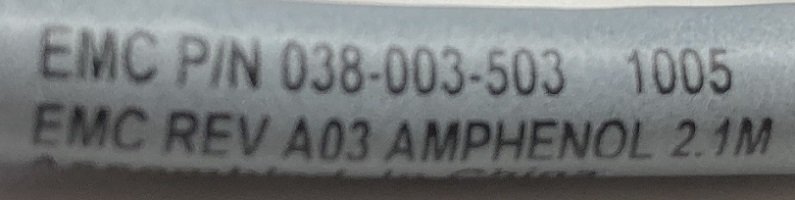 EMC P/N 038-003-503 1005
EMC REV A03 AMPHENOL 2.1M